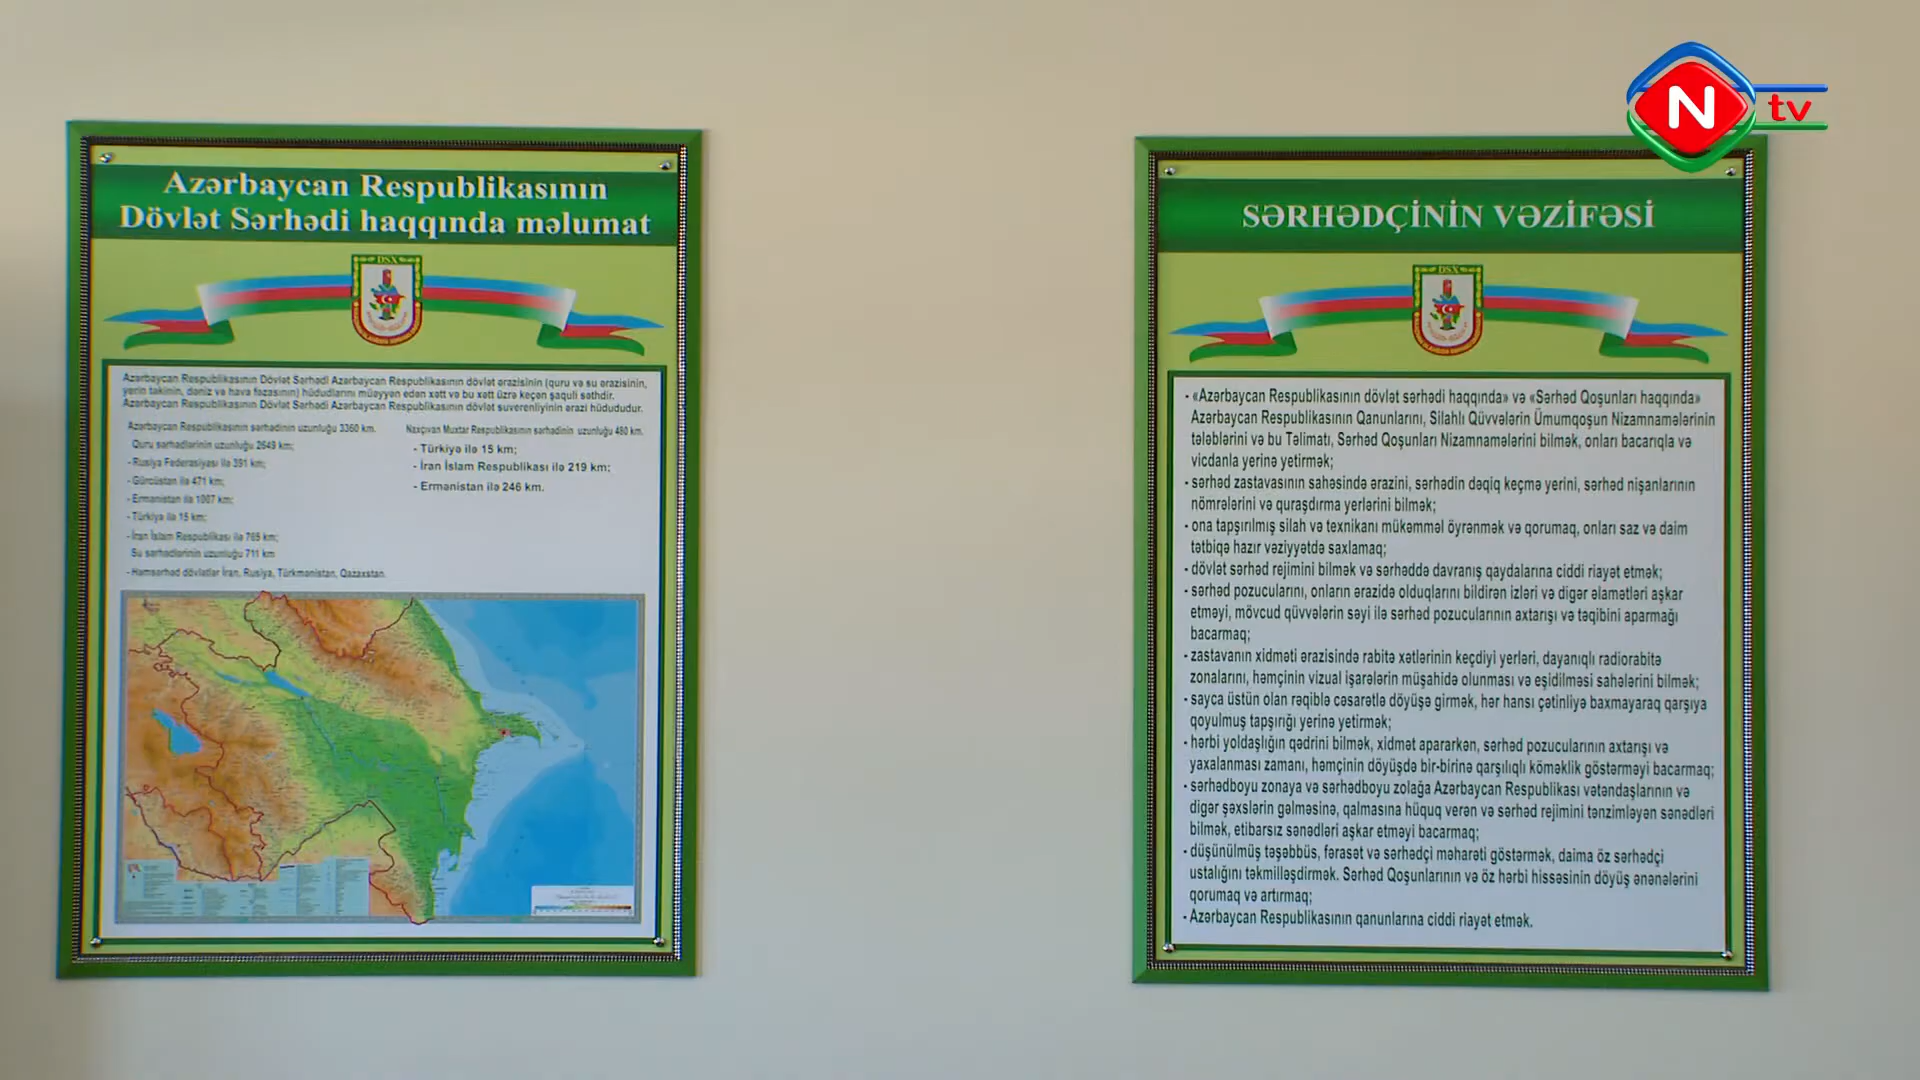 N tv
Azərbaycan Respublikasının
Dövlət Sərhədi haqqında məlumat
DSX
Azərbaycan Respublikasının Dövlət Sərhədi Azərbaycan Respublikasının dövlət ərazisinin (quru və su ərazisinin,
yerin təkinin, dəniz və hava fəzasının) hüdudlarını müəyyən edən xətt və bu xətt üzrə keçən şaquli səthdir.
Azərbaycan Respublikasının Dövlət Sərhədi Azərbaycan Respublikasının dövlət suverenliyinin ərazi hüdududur.
Azərbaycan Respublikasının sərhədinin uzunluğu 3360 km.
Quru sərhədlərinin uzunluğu 2649 km;
- Rusiya Federasiyası ilə 391 km;
- Gürcüstan ilə 471 km;
- Ermənistan ilə 1007 km;
- Türkiyə ilə 15 km;
- İran İslam Respublikası ilə 765 km;
Su sərhədlərinin uzunluğu 711 km
- Həmsərhəd dövlətlər İran, Rusiya, Türkmənistan, Qazaxstan.
Naxçıvan Muxtar Respublikasının sərhədinin uzunluğu 480 km.
- Türkiyə ilə 15 km;
- İran İslam Respublikası ilə 219 km;
- Ermənistan ilə 246 km.
SƏRHƏDÇİNİN VƏZİFƏSİ
DSX
- «Azərbaycan Respublikasının dövlət sərhədi haqqında» və «Sərhəd Qoşunları haqqında»
Azərbaycan Respublikasının Qanunlarını, Silahlı Qüvvələrin Ümumqoşun Nizamnamələrinin
tələblərini və bu Təlimatı, Sərhəd Qoşunları Nizamnamələrini bilmək, onları bacarıqla və
vicdanla yerinə yetirmək;
- sərhəd zastavasının sahəsində ərazini, sərhədin dəqiq keçmə yerini, sərhəd nişanlarının
nömrələrini və quraşdırma yerlərini bilmək;
- ona tapşırılmış silah və texnikanı mükəmməl öyrənmək və qorumaq, onları saz və daim
tətbiqə hazır vəziyyətdə saxlamaq;
- dövlət sərhəd rejimini bilmək və sərhəddə davranış qaydalarına ciddi riayət etmək;
- sərhəd pozucularını, onların ərazidə olduqlarını bildirən izləri və digər əlamətləri aşkar
etməyi, mövcud qüvvələrin səyi ilə sərhəd pozucularının axtarışı və təqibini aparmağı
bacarmaq;
- zastavanın xidməti ərazisində rabitə xətlərinin keçdiyi yerləri, dayanıqlı radiorabitə
zonalarını, həmçinin vizual işarələrin müşahidə olunması və eşidilməsi sahələrini bilmək;
- sayca üstün olan rəqiblə cəsarətlə döyüşə girmək, hər hansı çətinliyə baxmayaraq qarşıya
qoyulmuş tapşırığı yerinə yetirmək;
- hərbi yoldaşlığın qədrini bilmək, xidmət apararkən, sərhəd pozucularının axtarışı və
yaxalanması zamanı, həmçinin döyüşdə bir-birinə qarşılıqlı köməklik göstərməyi bacarmaq;
- sərhədboyu zonaya və sərhədboyu zolağa Azərbaycan Respublikası vətəndaşlarının və
digər şəxslərin gəlməsinə, qalmasına hüquq verən və sərhəd rejimini tənzimləyən sənədləri
bilmək, etibarsız sənədləri aşkar etməyi bacarmaq;
- düşünülmüş təşəbbüs, fərasət və sərhədçi məharəti göstərmək, daima öz sərhədçi
ustalığını təkmilləşdirmək. Sərhəd Qoşunlarının və öz hərbi hissəsinin döyüş ənənələrini
qorumaq və artırmaq;
- Azərbaycan Respublikasının qanunlarına ciddi riayət etmək.